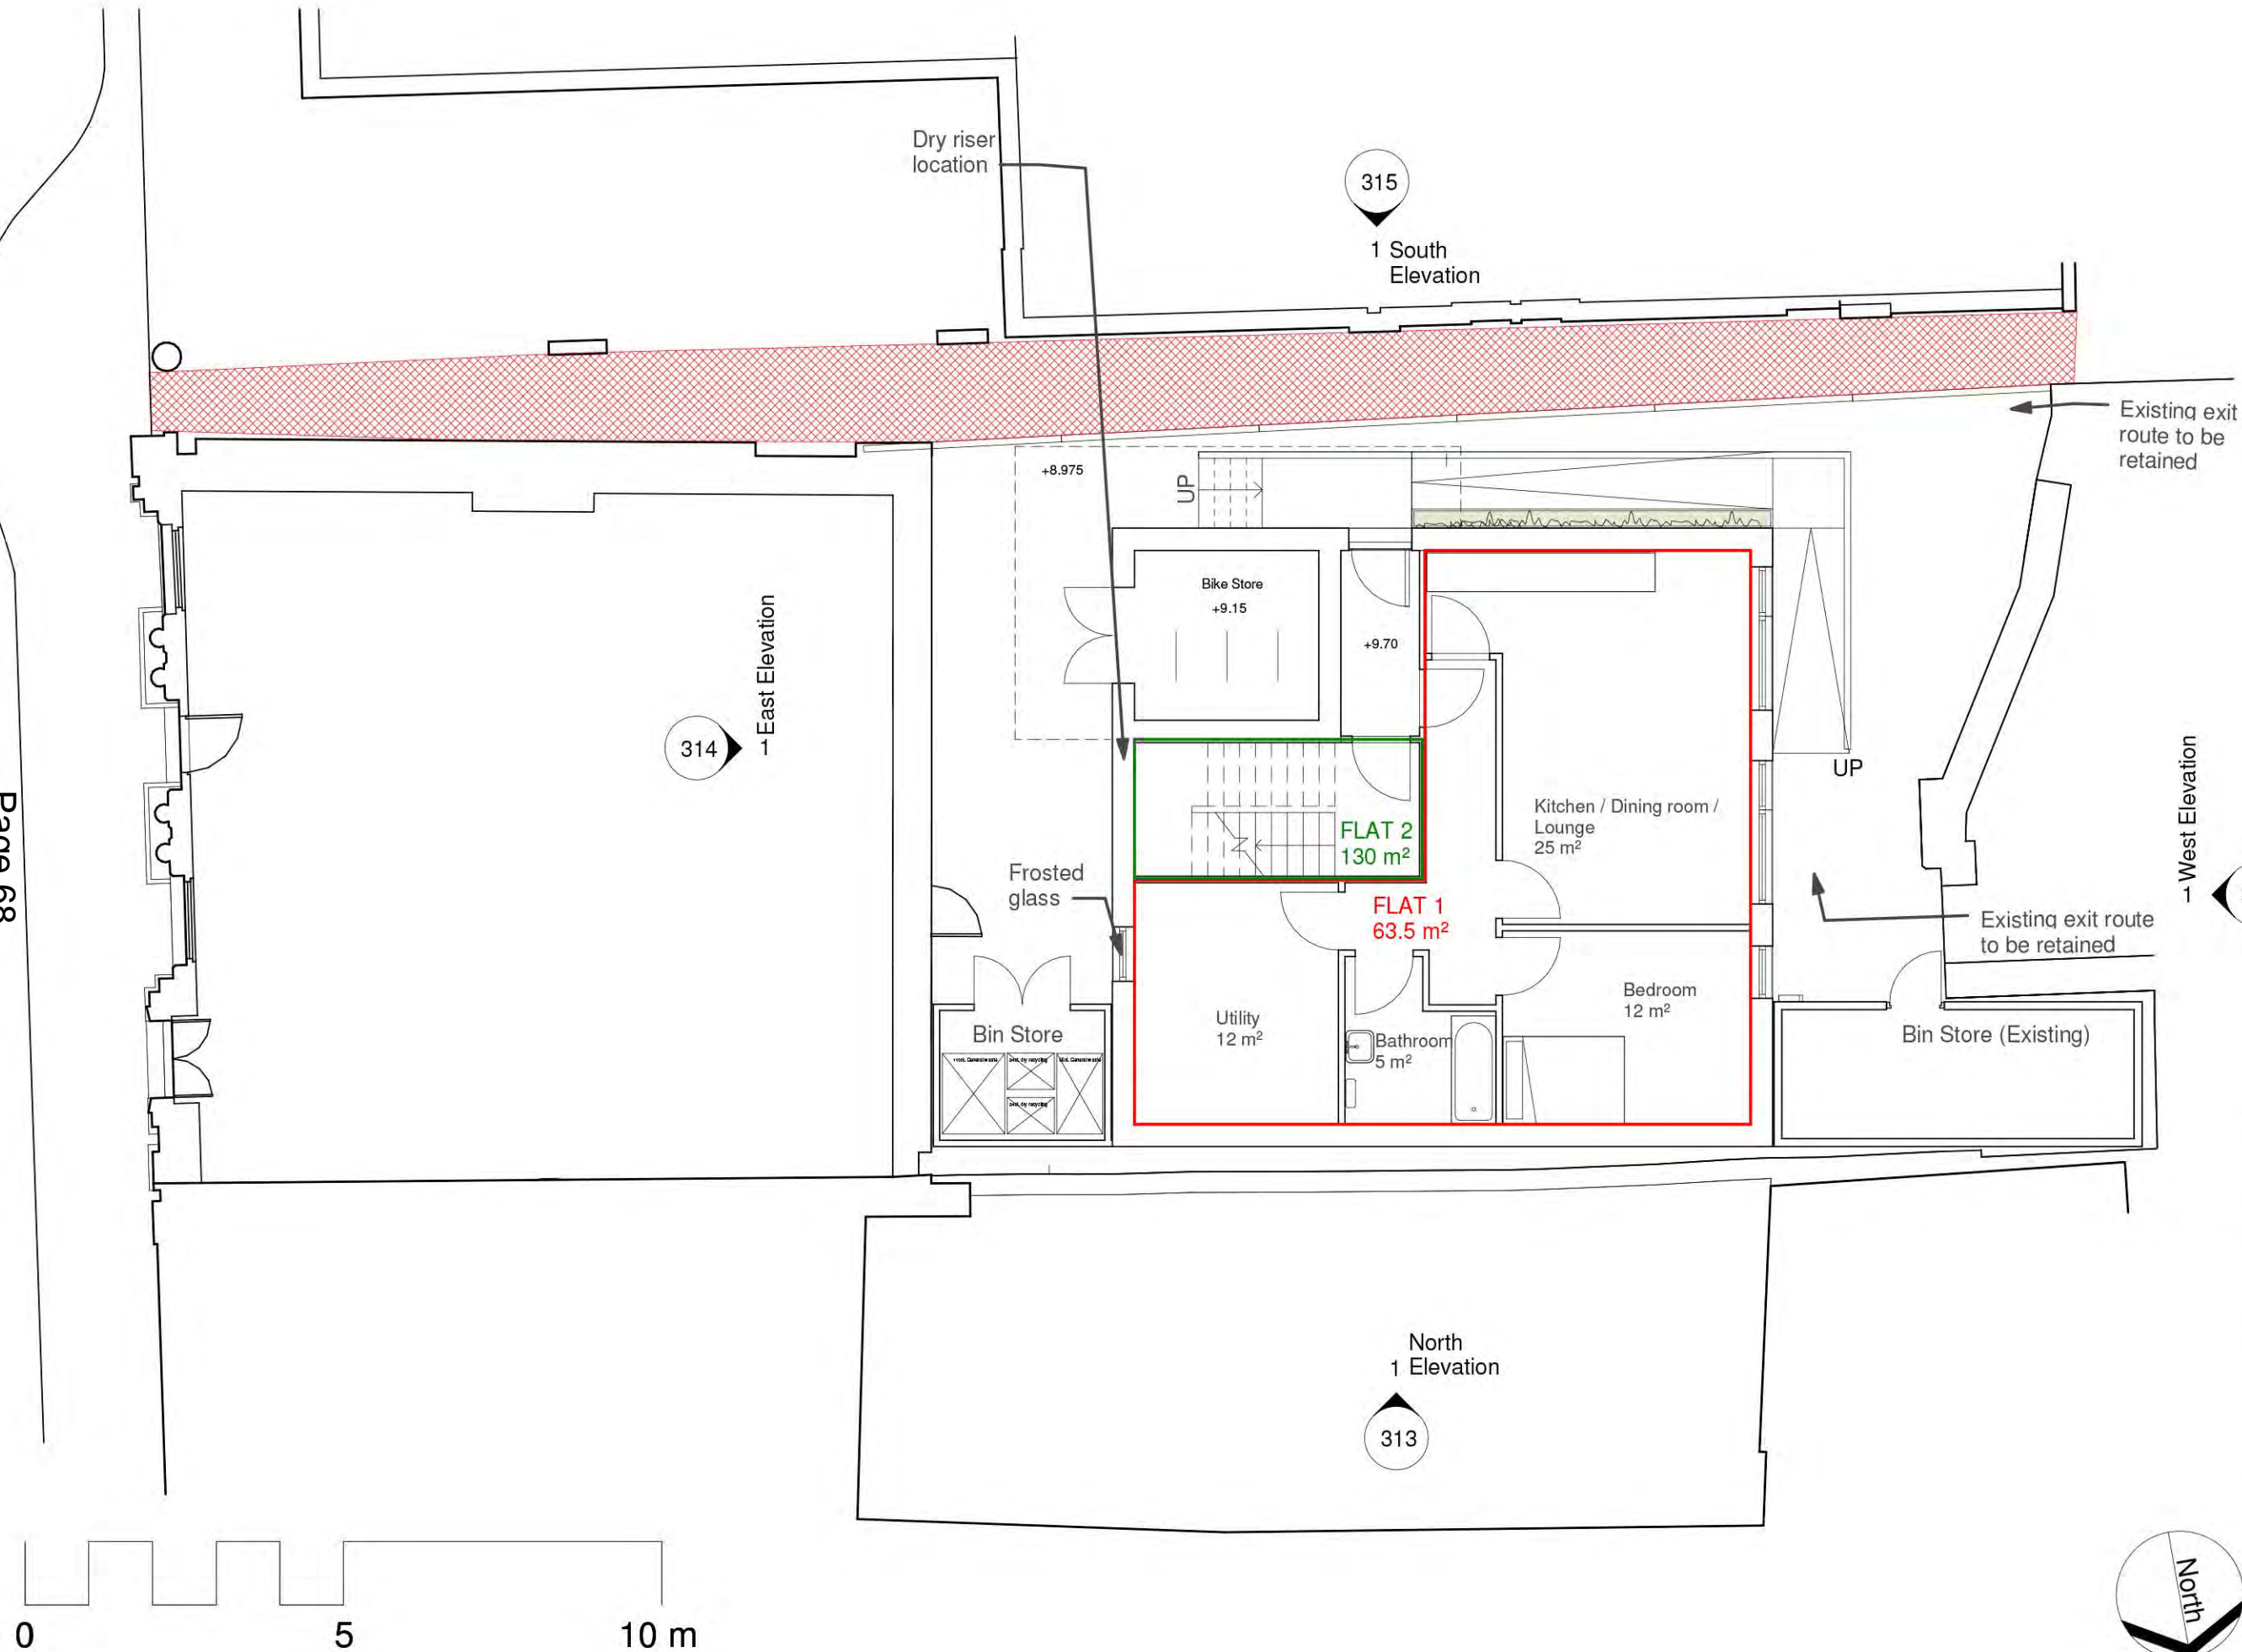 Dry riser
location
315
1 South
Elevation
Existing exit
route to be
retained
+8.975
UP
Bike Store
+9.15
+9.70
314
1 East Elevation
UP
Kitchen / Dining room /
Lounge
25 m²
FLAT 2
130 m²
Frosted
glass
FLAT 1
63.5 m²
1 West Elevation
Existing exit route
to be retained
Page 68
Bedroom
12 m²
Utility
12 m²
Bathroom
5 m²
Bin Store
Bin Store (Existing)
North
1 Elevation
313
North
0 5 10 m